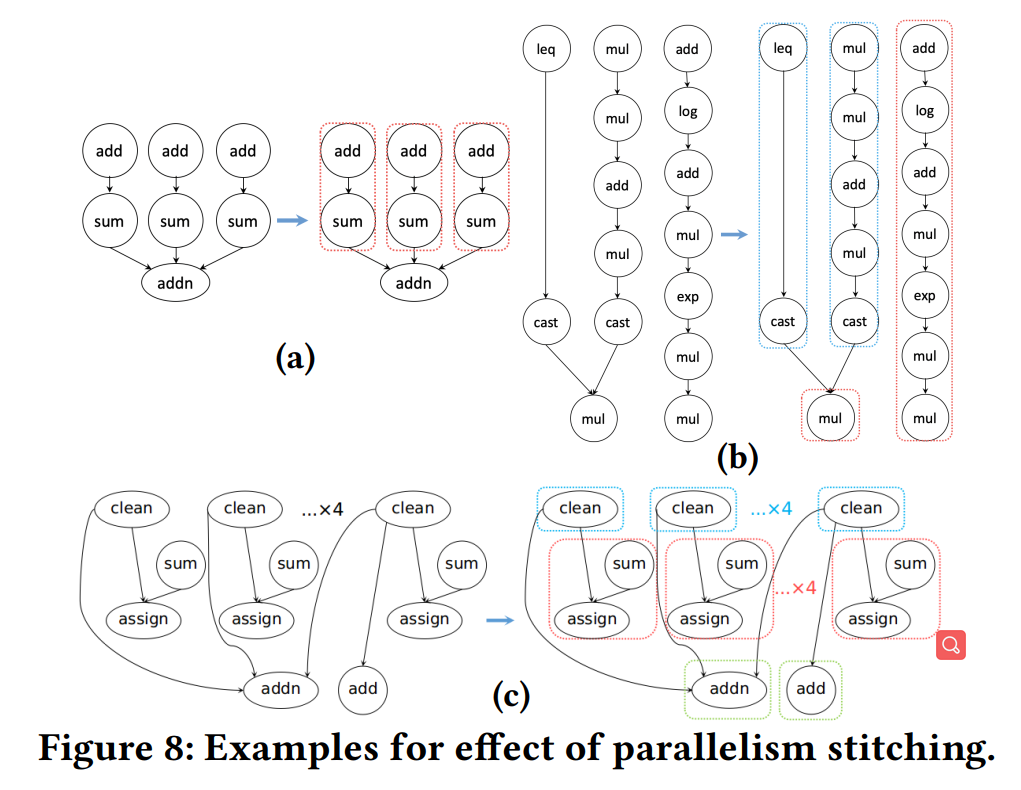 add add add
sum sum sum
addn
add add add
sum sum sum
addn
(a)
leq mul add
mul log
add add
mul mul
exp
cast cast
mul
mul mul
leq mul add
mul log
add add
mul mul
exp
cast cast
mul
mul mul
(b)
clean clean ...×4 clean
sum sum sum
assign assign assign
addn add
clean clean ...×4 clean
sum sum sum
...×4
assign assign assign
addn add
(c)
Figure 8: Examples for effect of parallelism stitching.